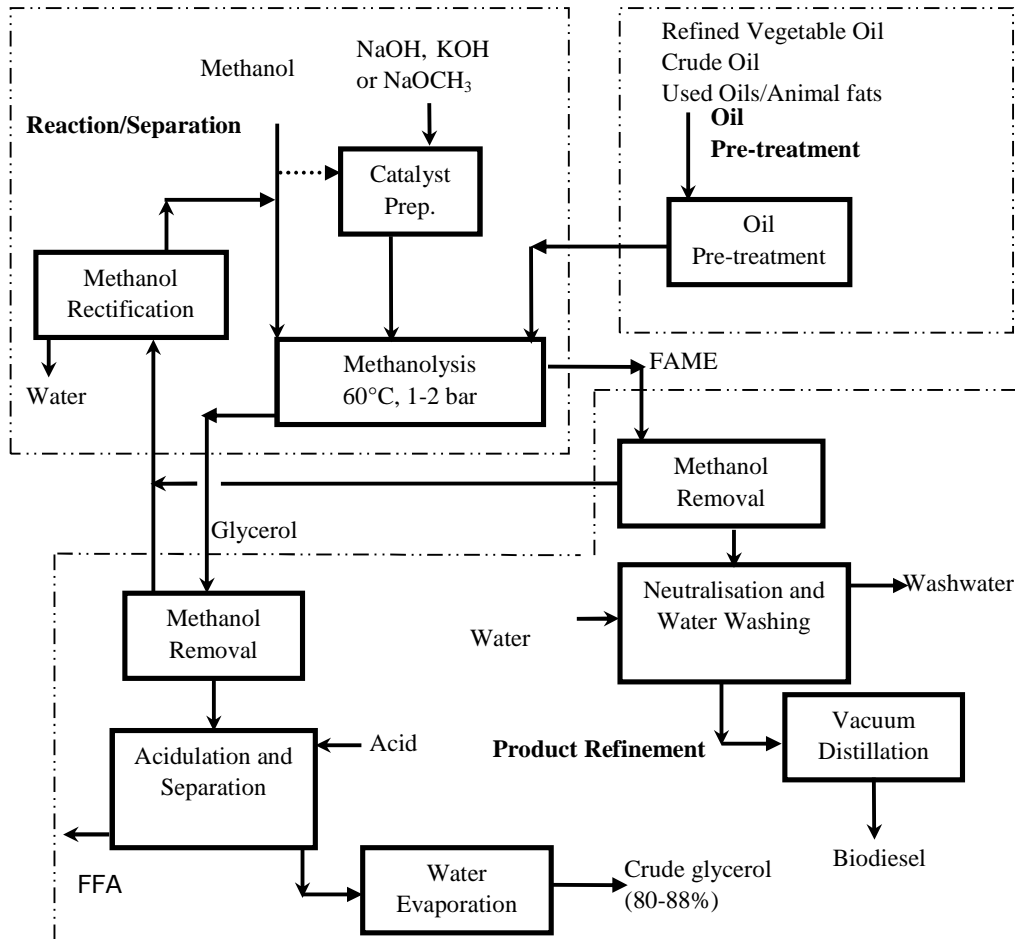 NaOH, KOH
or NaOCH₃
Methanol
Reaction/Separation
Catalyst
Prep.
Methanol
Rectification
Water
Methanolysis
60°C, 1-2 bar
Refined Vegetable Oil
Crude Oil
Used Oils/Animal fats
Oil
Pre-treatment
Oil
Pre-treatment
FAME
Methanol
Removal
Glycerol
Methanol
Removal
Neutralisation and
Water Washing
Washwater
Water
Acidulation and
Separation
Acid
Product Refinement
Vacuum
Distillation
FFA
Water
Evaporation
Crude glycerol
(80-88%)
Biodiesel